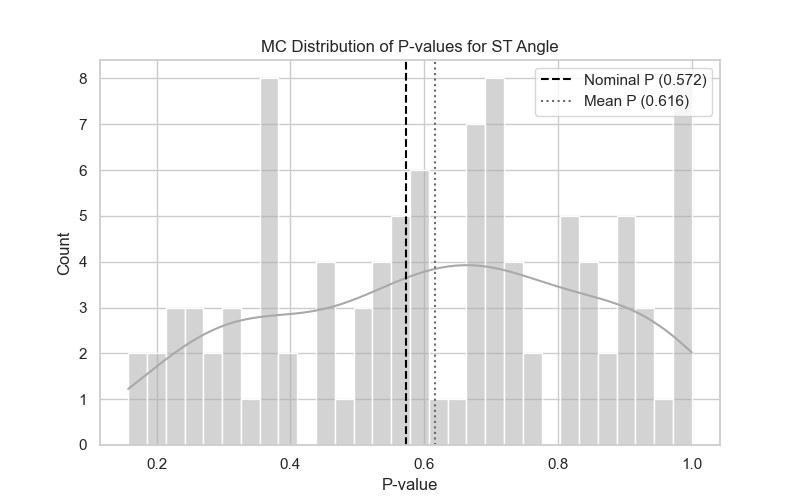 MC Distribution of P-values for ST Angle
Nominal P (0.572)
Mean P (0.616)
8
7
6
5
4
3
2
1
0
Count
0.2 0.4 0.6 0.8 1.0
P-value